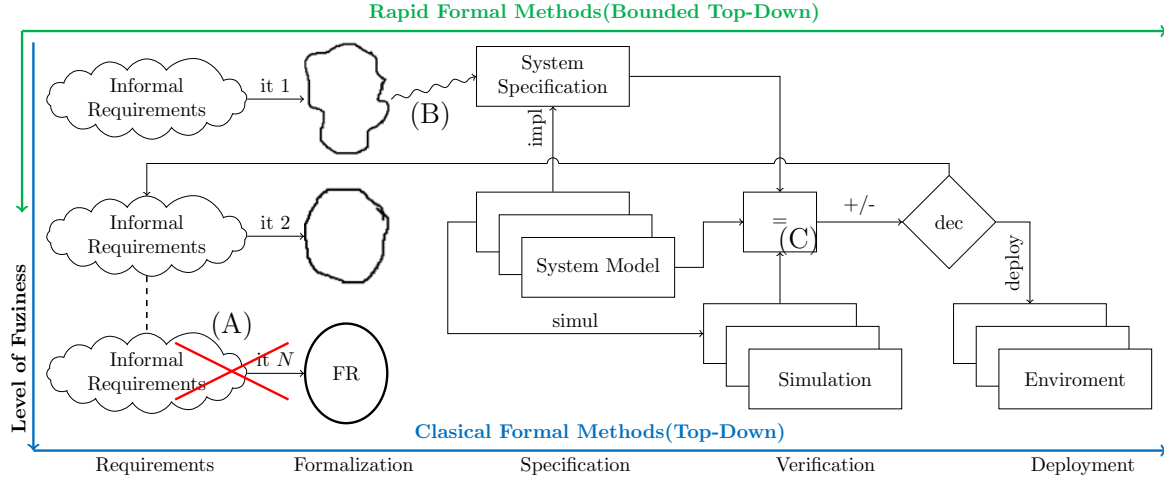 Rapid Formal Methods(Bounded Top-Down)
Informal
Requirements
it 1
(B)
System
Specification
impl
Informal
Requirements
it 2
System Model
=
(C)
+/-
dec
deploy
simul
Level of Fuziness
(A)
Informal
Requirements
it N
FR
Simulation
Enviroment
Clasical Formal Methods(Top-Down)
Requirements
Formalization
Specification
Verification
Deployment